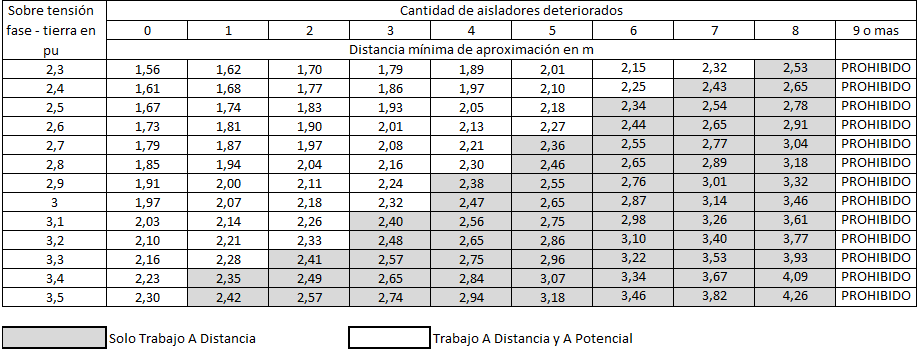 Sobre tensión fase - tierra en pu	Cantidad de aisladores deteriorados
0	1	2	3	4	5	6	7	8	9 o mas
Distancia mínima de aproximación en m
2,3	1,56	1,62	1,70	1,79	1,89	2,01	2,15	2,32	2,53	PROHIBIDO
2,4	1,61	1,68	1,77	1,86	1,97	2,10	2,25	2,43	2,65	PROHIBIDO
2,5	1,67	1,74	1,83	1,93	2,05	2,18	2,34	2,54	2,78	PROHIBIDO
2,6	1,73	1,81	1,90	2,01	2,13	2,27	2,44	2,65	2,91	PROHIBIDO
2,7	1,79	1,87	1,97	2,08	2,21	2,36	2,55	2,77	3,04	PROHIBIDO
2,8	1,85	1,94	2,04	2,16	2,30	2,46	2,65	2,89	3,18	PROHIBIDO
2,9	1,91	2,00	2,11	2,24	2,38	2,55	2,76	3,01	3,32	PROHIBIDO
3	1,97	2,07	2,18	2,32	2,47	2,65	2,87	3,14	3,46	PROHIBIDO
3,1	2,03	2,14	2,26	2,40	2,56	2,75	2,98	3,26	3,61	PROHIBIDO
3,2	2,10	2,21	2,33	2,48	2,65	2,86	3,10	3,40	3,77	PROHIBIDO
3,3	2,16	2,28	2,41	2,57	2,75	2,96	3,22	3,53	3,93	PROHIBIDO
3,4	2,23	2,35	2,49	2,65	2,84	3,07	3,34	3,67	4,09	PROHIBIDO
3,5	2,30	2,42	2,57	2,74	2,94	3,18	3,46	3,82	4,26	PROHIBIDO
Solo Trabajo A Distancia	Trabajo A Distancia y A Potencial